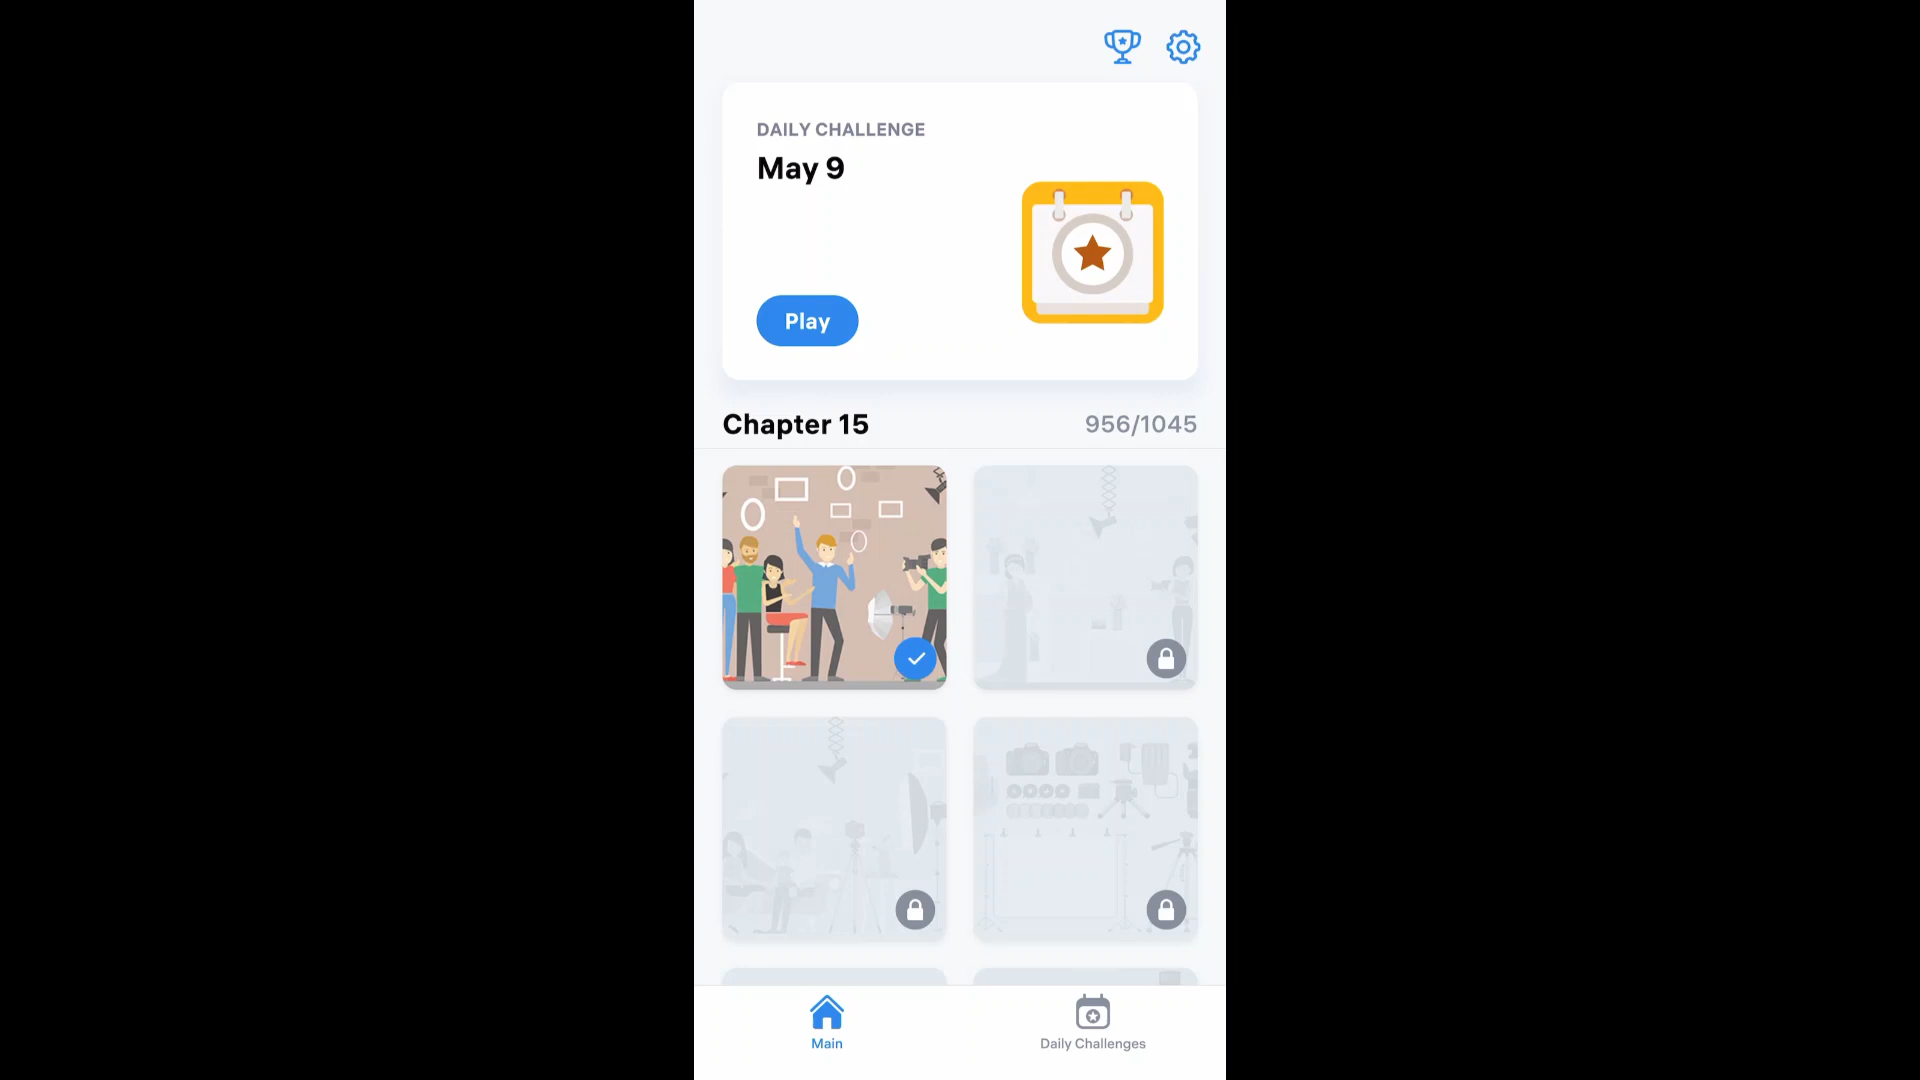 DAILY CHALLENGE
May 9
Play
Chapter 15
956/1045
Main
Daily Challenges